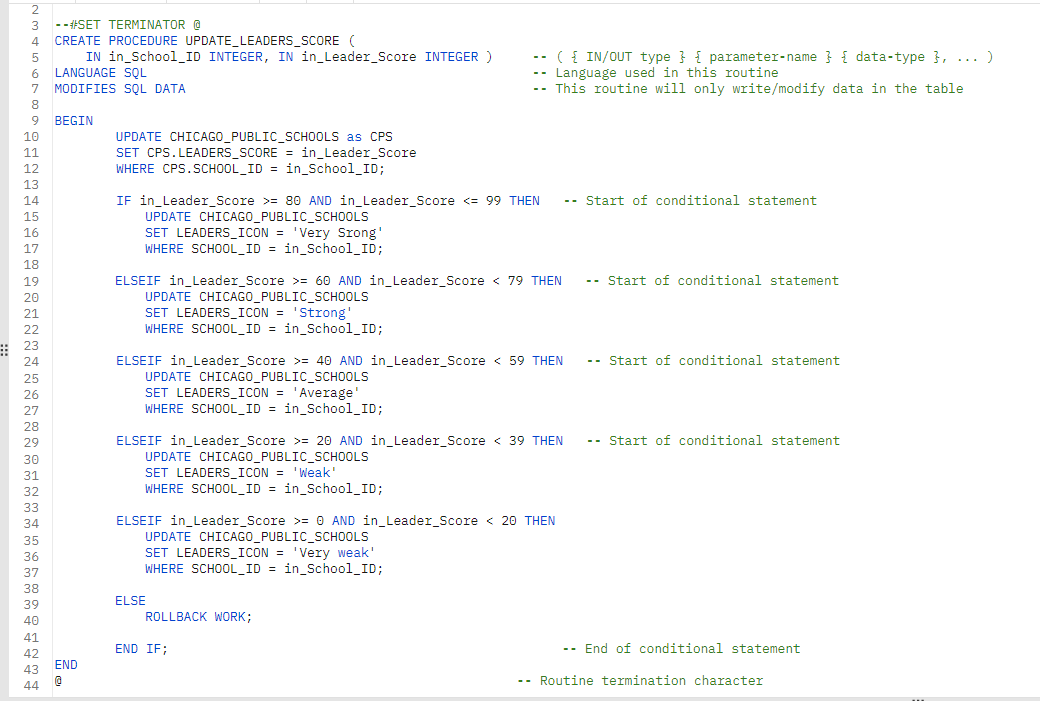 2
3 --#SET TERMINATOR @
4 CREATE PROCEDURE UPDATE_LEADERS_SCORE (
5 IN in_School_ID INTEGER, IN in_Leader_Score INTEGER ) -- ( { IN/OUT type } { parameter-name } { data-type }, ... )
6 LANGUAGE SQL -- Language used in this routine
7 MODIFIES SQL DATA -- This routine will only write/modify data in the table
8
9 BEGIN
10 UPDATE CHICAGO_PUBLIC_SCHOOLS as CPS
11 SET CPS.LEADERS_SCORE = in_Leader_Score
12 WHERE CPS.SCHOOL_ID = in_School_ID;
13
14 IF in_Leader_Score >= 80 AND in_Leader_Score <= 99 THEN -- Start of conditional statement
15 UPDATE CHICAGO_PUBLIC_SCHOOLS
16 SET LEADERS_ICON = 'Very Srong'
17 WHERE SCHOOL_ID = in_School_ID;
18
19 ELSEIF in_Leader_Score >= 60 AND in_Leader_Score < 79 THEN -- Start of conditional statement
20 UPDATE CHICAGO_PUBLIC_SCHOOLS
21 SET LEADERS_ICON = 'Strong'
22 WHERE SCHOOL_ID = in_School_ID;
23
24 ELSEIF in_Leader_Score >= 40 AND in_Leader_Score < 59 THEN -- Start of conditional statement
25 UPDATE CHICAGO_PUBLIC_SCHOOLS
26 SET LEADERS_ICON = 'Average'
27 WHERE SCHOOL_ID = in_School_ID;
28
29 ELSEIF in_Leader_Score >= 20 AND in_Leader_Score < 39 THEN -- Start of conditional statement
30 UPDATE CHICAGO_PUBLIC_SCHOOLS
31 SET LEADERS_ICON = 'Weak'
32 WHERE SCHOOL_ID = in_School_ID;
33
34 ELSEIF in_Leader_Score >= 0 AND in_Leader_Score < 20 THEN
35 UPDATE CHICAGO_PUBLIC_SCHOOLS
36 SET LEADERS_ICON = 'Very weak'
37 WHERE SCHOOL_ID = in_School_ID;
38
39 ELSE
40 ROLLBACK WORK;
41
42 END IF; -- End of conditional statement
43 END
44 @ -- Routine termination character